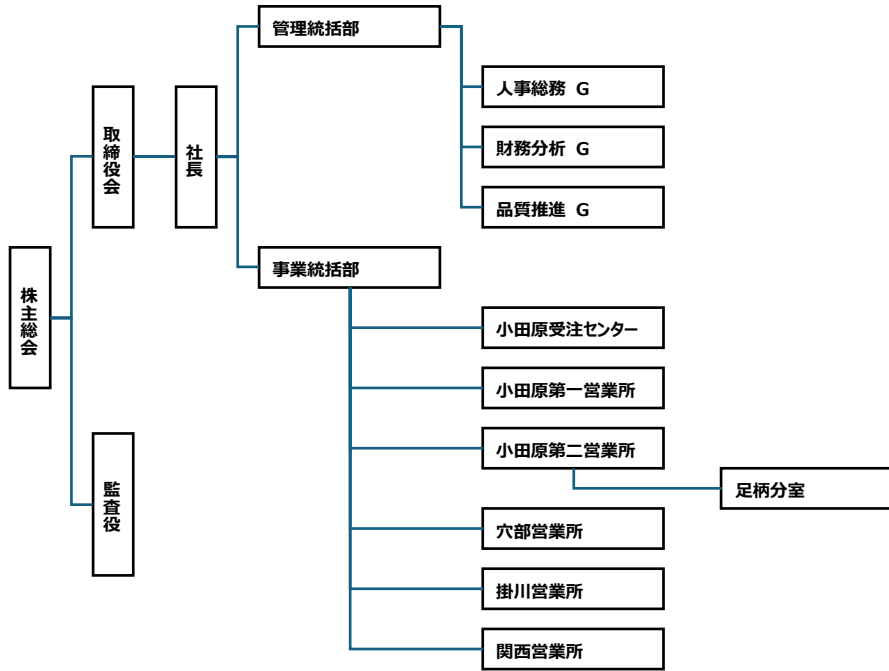 株主総会
取締役会
監査役
社長
管理統括部
人事総務 G
財務分析 G
品質推進 G
事業統括部
小田原受注センター
小田原第一営業所
小田原第二営業所
足柄分室
穴部営業所
掛川営業所
関西営業所